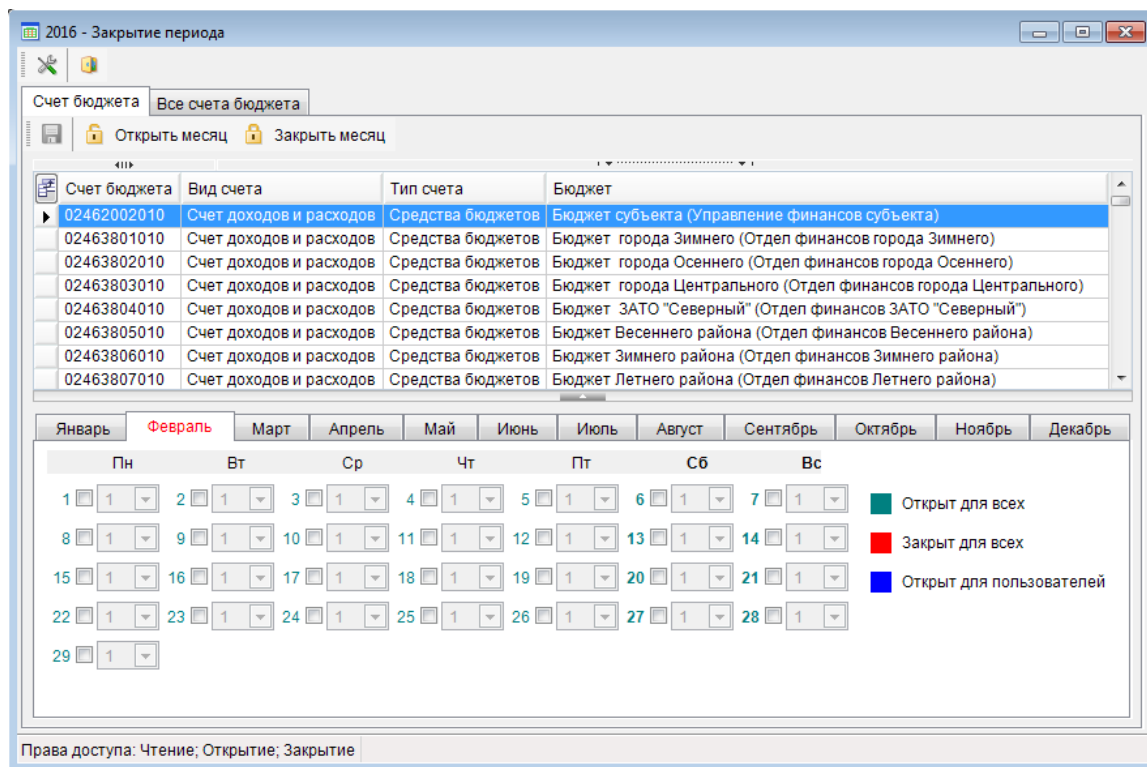 2016 - Закрытие периода
Счет бюджета Все счета бюджета
Открыть месяц Закрыть месяц
Счет бюджета Вид счета Тип счета Бюджет
02462002010 Счет доходов и расходов Средства бюджетов Бюджет субъекта (Управление финансов субъекта)
02463801010 Счет доходов и расходов Средства бюджетов Бюджет города Зимнего (Отдел финансов города Зимнего)
02463802010 Счет доходов и расходов Средства бюджетов Бюджет города Осеннего (Отдел финансов города Осеннего)
02463803010 Счет доходов и расходов Средства бюджетов Бюджет города Центрального (Отдел финансов города Центрального)
02463804010 Счет доходов и расходов Средства бюджетов Бюджет ЗАТО "Северный" (Отдел финансов ЗАТО "Северный")
02463805010 Счет доходов и расходов Средства бюджетов Бюджет Весеннего района (Отдел финансов Весеннего района)
02463806010 Счет доходов и расходов Средства бюджетов Бюджет Зимнего района (Отдел финансов Зимнего района)
02463807010 Счет доходов и расходов Средства бюджетов Бюджет Летнего района (Отдел финансов Летнего района)
Январь Февраль Март Апрель Май Июнь Июль Август Сентябрь Октябрь Ноябрь Декабрь
Пн Вт Ср Чт Пт Сб Вс
1 1 2 1 3 1 4 1 5 1 6 1 7 1 Открыт для всех
8 1 9 1 10 1 11 1 12 1 13 1 14 1 Закрыт для всех
15 1 16 1 17 1 18 1 19 1 20 1 21 1 Открыт для пользователей
22 1 23 1 24 1 25 1 26 1 27 1 28 1
29 1
Права доступа: Чтение; Открытие; Закрытие